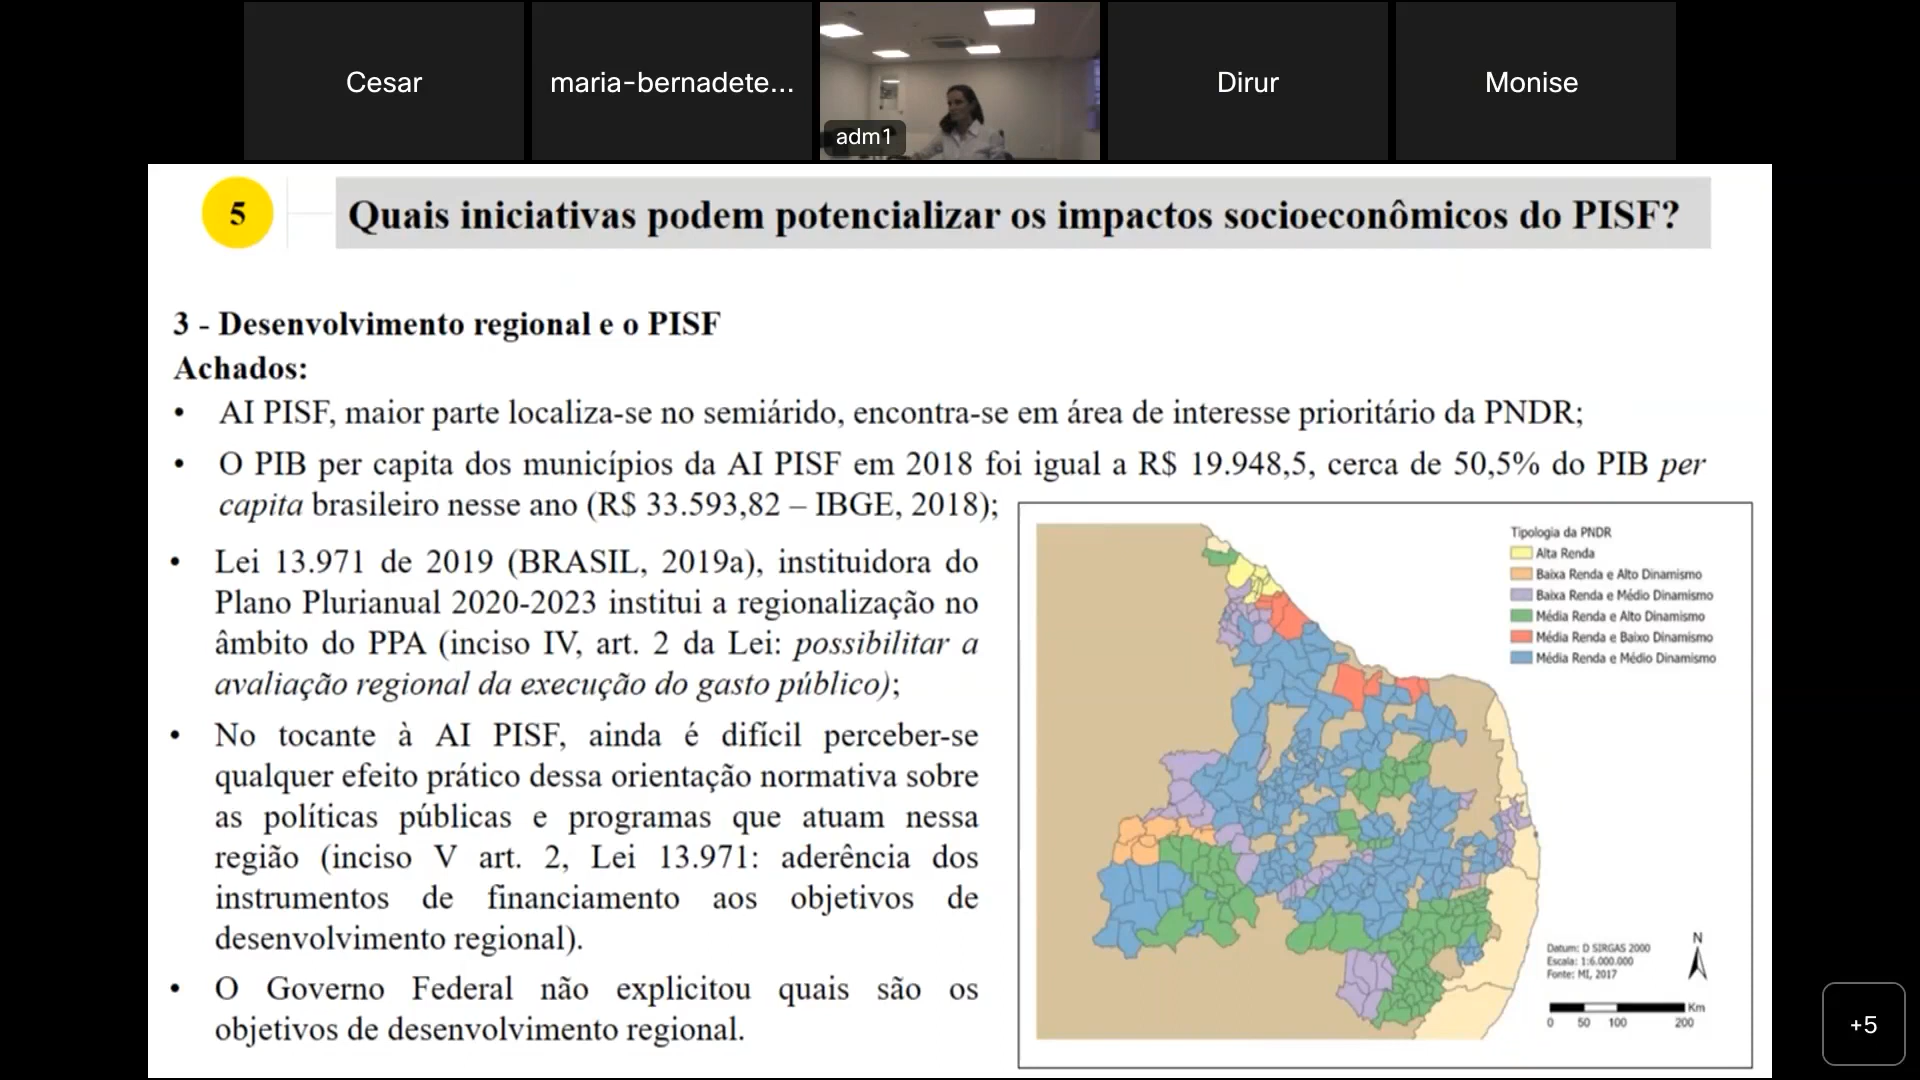 Cesar
maria-bernadete...
adm1
Dirur
Monise
5
Quais iniciativas podem potencializar os impactos socioeconômicos do PISF?
3 - Desenvolvimento regional e o PISF
Achados:
• AI PISF, maior parte localiza-se no semiárido, encontra-se em área de interesse prioritário da PNDR;
• O PIB per capita dos municípios da AI PISF em 2018 foi igual a R$ 19.948,5, cerca de 50,5% do PIB per
capita brasileiro nesse ano (R$ 33.593,82 – IBGE, 2018);
• Lei 13.971 de 2019 (BRASIL, 2019a), instituidora do
Plano Plurianual 2020-2023 institui a regionalização no
âmbito do PPA (inciso IV, art. 2 da Lei: possibilitar a
avaliação regional da execução do gasto público);
• No tocante à AI PISF, ainda é difícil perceber-se
qualquer efeito prático dessa orientação normativa sobre
as políticas públicas e programas que atuam nessa
região (inciso V art. 2, Lei 13.971: aderência dos
instrumentos de financiamento aos objetivos de
desenvolvimento regional).
• O Governo Federal não explicitou quais são os
objetivos de desenvolvimento regional.
Tipologia da PNDR
Alta Renda
Baixa Renda e Alto Dinamismo
Baixa Renda e Médio Dinamismo
Média Renda e Alto Dinamismo
Média Renda e Baixo Dinamismo
Média Renda e Médio Dinamismo
Datum: D SIRGAS 2000
Escala: 1:6.000.000
Fonte: MI, 2017
N
Km
0 50 100 200
+5